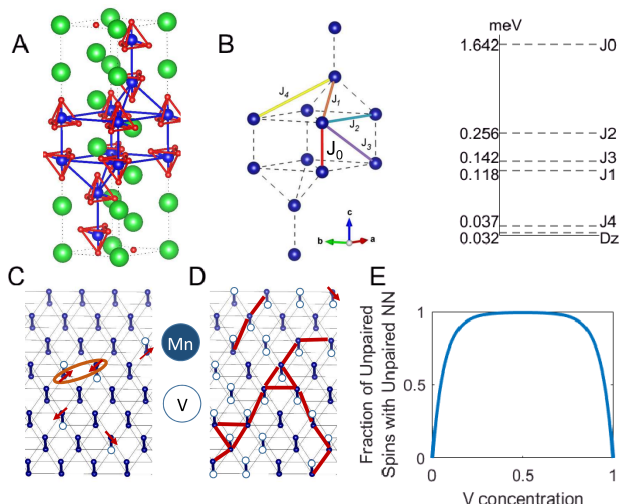 A
B
J4
J1
J2
J3
J0
c
b
a
meV
1.642
J0
0.256
J2
0.142
J3
0.118
J1
0.037
J4
0.032
Dz
C
D
E
Mn
V
Fraction of Unpaired
Spins with Unpaired NN
1
0.5
0
0
0.5
1
V concentration